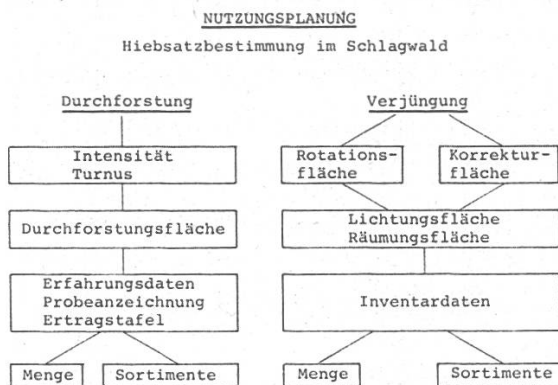 NUTZUNGSPLANUNG
Hiebsatzbestimmung im Schlagwald
Durchforstung
Intensität
Turnus
Durchforstungsfläche
Erfahrungsdaten
Probeanzeichnung
Ertragstafel
Menge
Sortimente
Verjüngung
Rotations-
fläche
Korrektur-
fläche
Lichtungsfläche
Räumungsfläche
Inventardaten
Menge
Sortimente